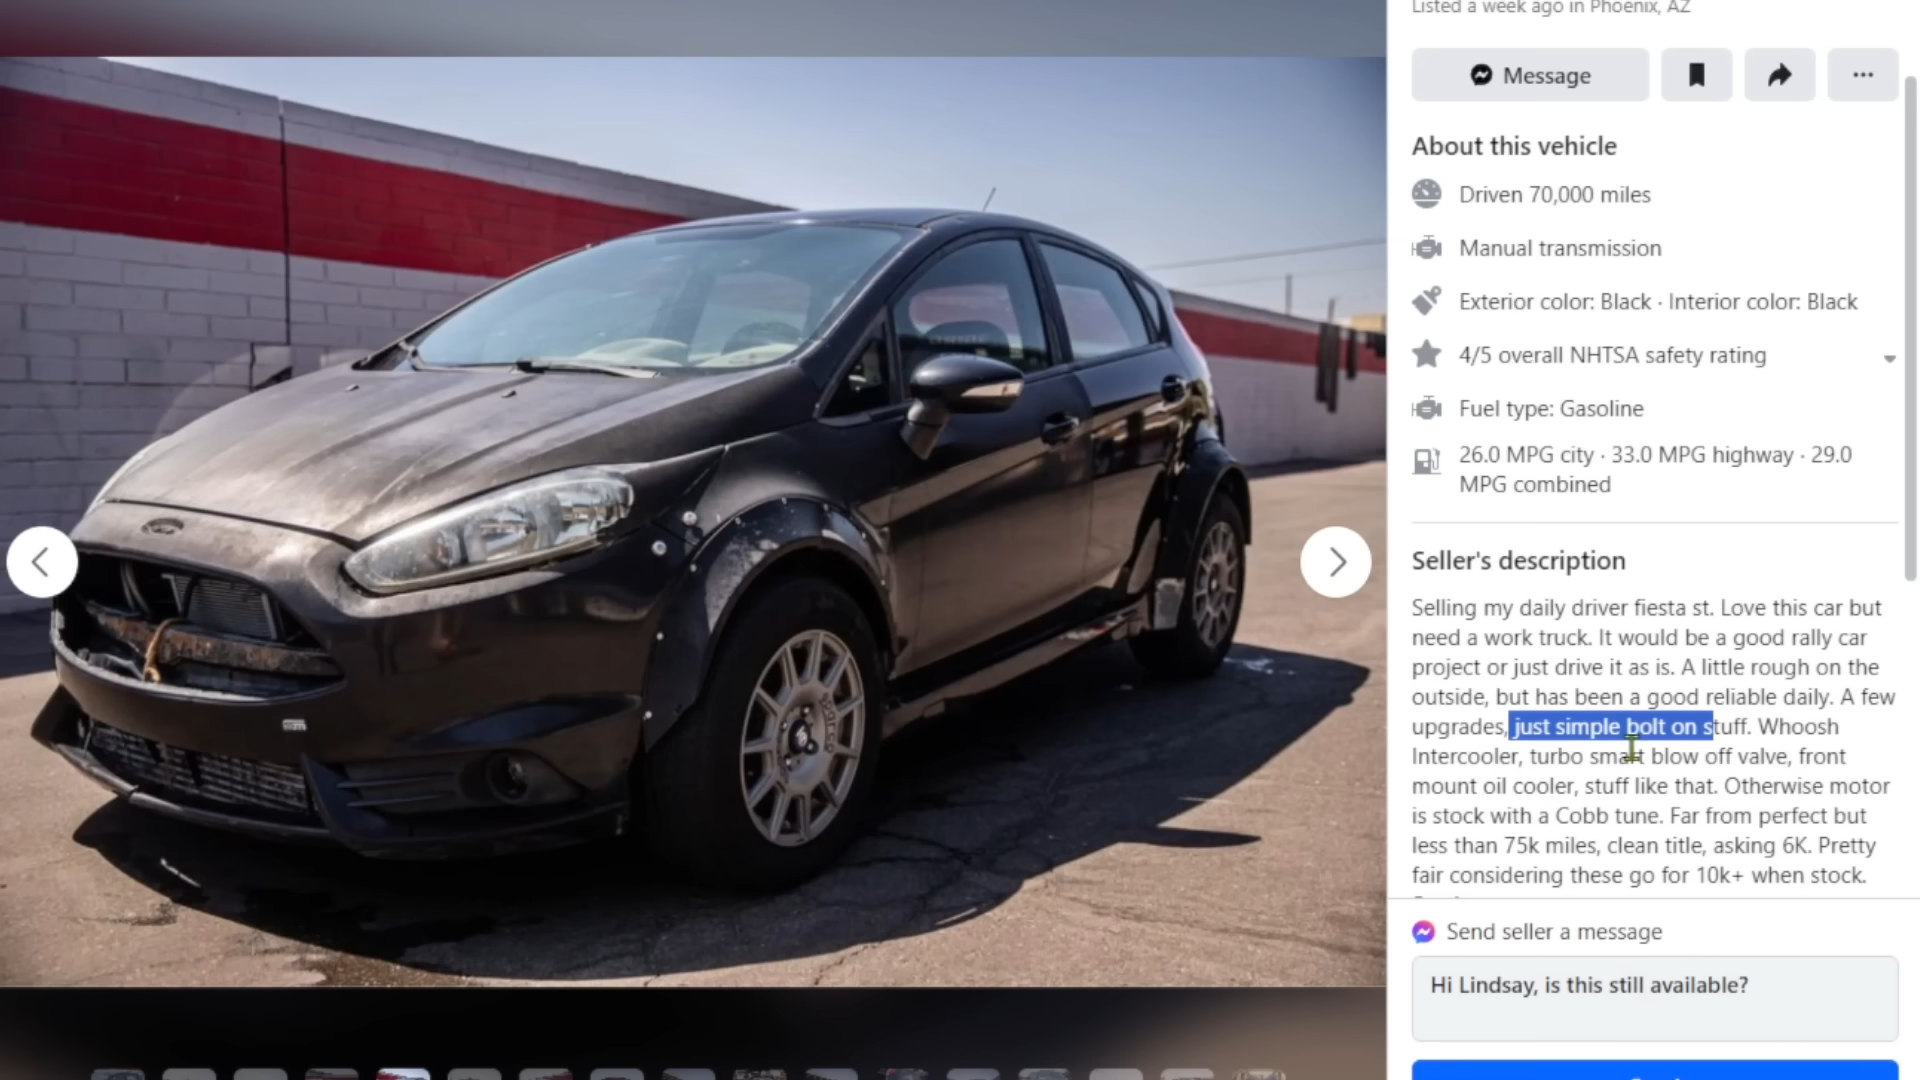 Listed a week ago in Phoenix, AZ
Message
About this vehicle
Driven 70,000 miles
Manual transmission
Exterior color: Black · Interior color: Black
4/5 overall NHTSA safety rating
Fuel type: Gasoline
26.0 MPG city · 33.0 MPG highway · 29.0
MPG combined
Seller's description
Selling my daily driver fiesta st. Love this car but
need a work truck. It would be a good rally car
project or just drive it as is. A little rough on the
outside, but has been a good reliable daily. A few
upgrades, just simple bolt on stuff. Whoosh
Intercooler, turbo smart blow off valve, front
mount oil cooler, stuff like that. Otherwise motor
is stock with a Cobb tune. Far from perfect but
less than 75k miles, clean title, asking 6K. Pretty
fair considering these go for 10k+ when stock.
Send seller a message
Hi Lindsay, is this still available?